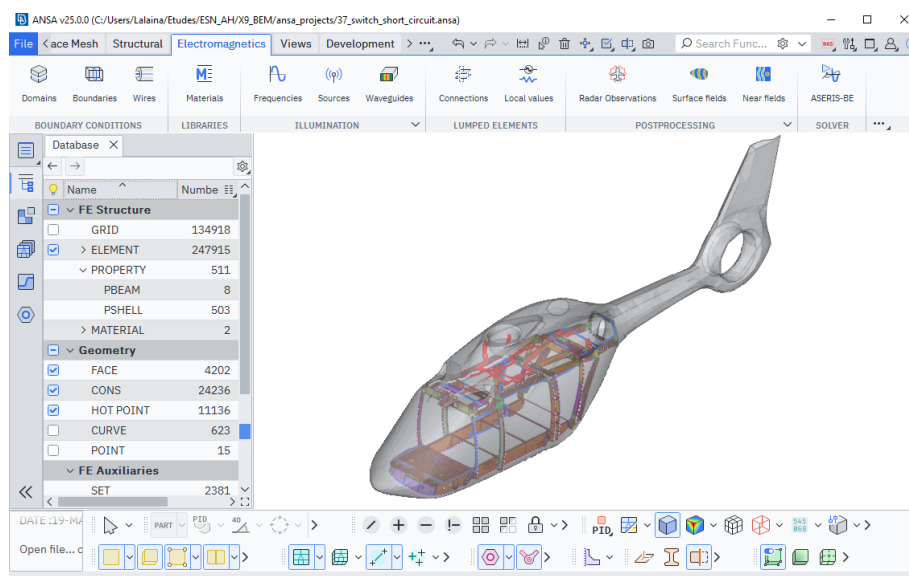 ANSA v25.0.0 (C:/Users/Lalaina/Etudes/ESN_AH/X9_BEM/ansa_projects/37_switch_short_circuit.ansa)
File < ace Mesh Structural Electromagnetics Views Development > Search Func...
Domains Boundaries Wires Materials Frequencies Sources Waveguides Connections Local values Radar Observations Surface fields Near fields ASERIS-BE
BOUNDARY CONDITIONS LIBRARIES ILLUMINATION LUMPED ELEMENTS POSTPROCESSING SOLVER
Database
Name Numbe
FE Structure
GRID 134918
ELEMENT 247915
PROPERTY 511
PBEAM 8
PSHELL 503
MATERIAL 2
Geometry
FACE 4202
CONS 24236
HOT POINT 11136
CURVE 623
POINT 15
FE Auxiliaries
SET 2381
DATE :19-MA
PART PID 40 PID 545 868
Open file... c